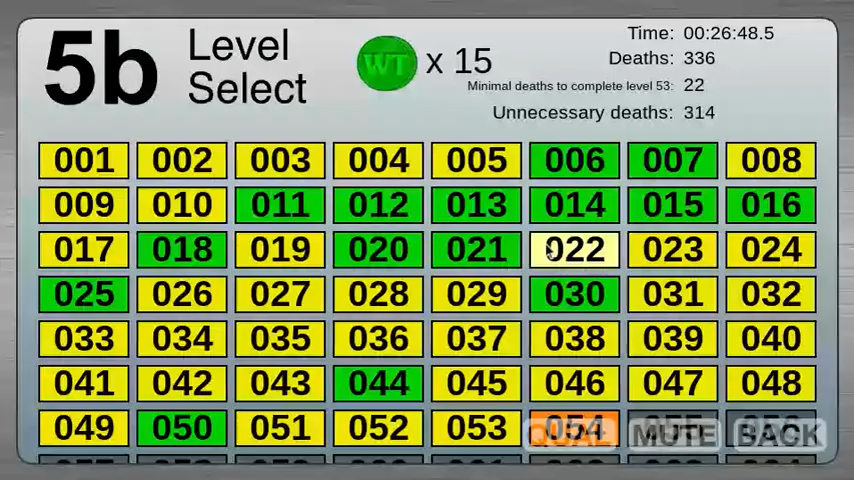 5b
Level
Select
WT x 15
Time: 00:26:48.5
Deaths: 336
Minimal deaths to complete level 53: 22
Unnecessary deaths: 314
001 002 003 004 005 006 007 008
009 010 011 012 013 014 015 016
017 018 019 020 021 022 023 024
025 026 027 028 029 030 031 032
033 034 035 036 037 038 039 040
041 042 043 044 045 046 047 048
049 050 051 052 053 054 055 056
QUAL MUTE BACK